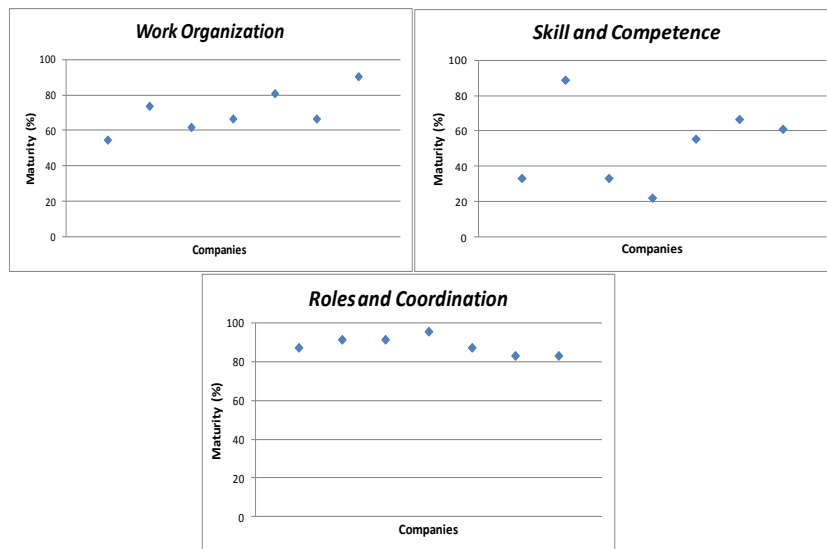 Work Organization
100
80
60
40
20
0
Maturity (%)
Companies
Skill and Competence
100
80
60
40
20
0
Maturity (%)
Companies
Roles and Coordination
100
80
60
40
20
0
Maturity (%)
Companies